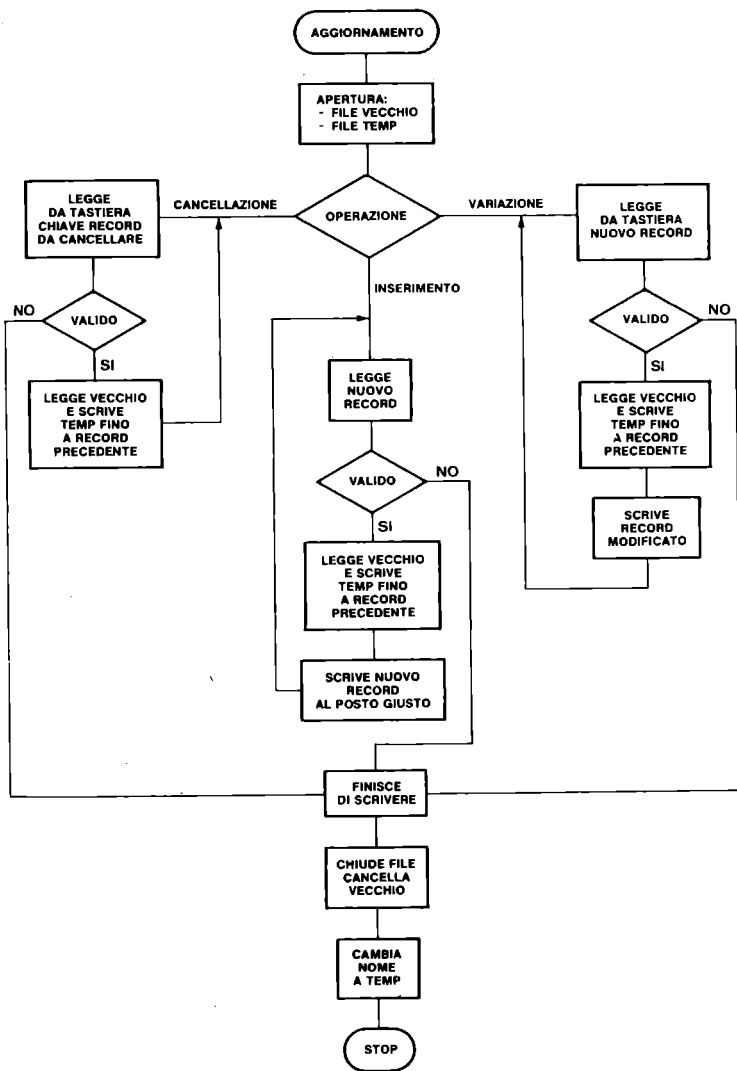 AGGIORNAMENTO
APERTURA:
- FILE VECCHIO
- FILE TEMP
OPERAZIONE
CANCELLAZIONE
VARIAZIONE
INSERIMENTO
LEGGE
DA TASTIERA
CHIAVE RECORD
DA CANCELLARE
NO
VALIDO
SI
LEGGE VECCHIO
E SCRIVE
TEMP FINO
A RECORD
PRECEDENTE
LEGGE
NUOVO
RECORD
VALIDO
NO
SI
LEGGE VECCHIO
E SCRIVE
TEMP FINO
A RECORD
PRECEDENTE
SCRIVE NUOVO
RECORD
AL POSTO GIUSTO
LEGGE
DA TASTIERA
NUOVO RECORD
VALIDO
NO
SI
LEGGE VECCHIO
E SCRIVE
TEMP FINO
A RECORD
PRECEDENTE
SCRIVE
RECORD
MODIFICATO
FINISCE
DI SCRIVERE
CHIUDE FILE
CANCELLA
VECCHIO
CAMBIA
NOME
A TEMP
STOP